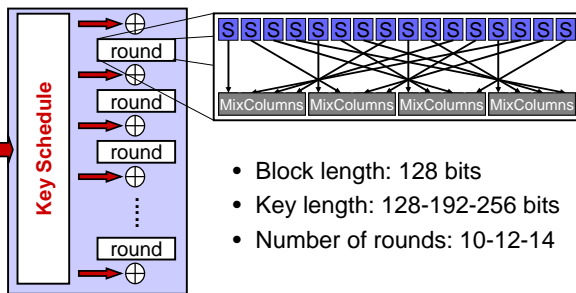 S S S S S S S S S S S S S S S S
round
MixColumns MixColumns MixColumns MixColumns
round
Key Schedule
round
round
• Block length: 128 bits
• Key length: 128-192-256 bits
• Number of rounds: 10-12-14